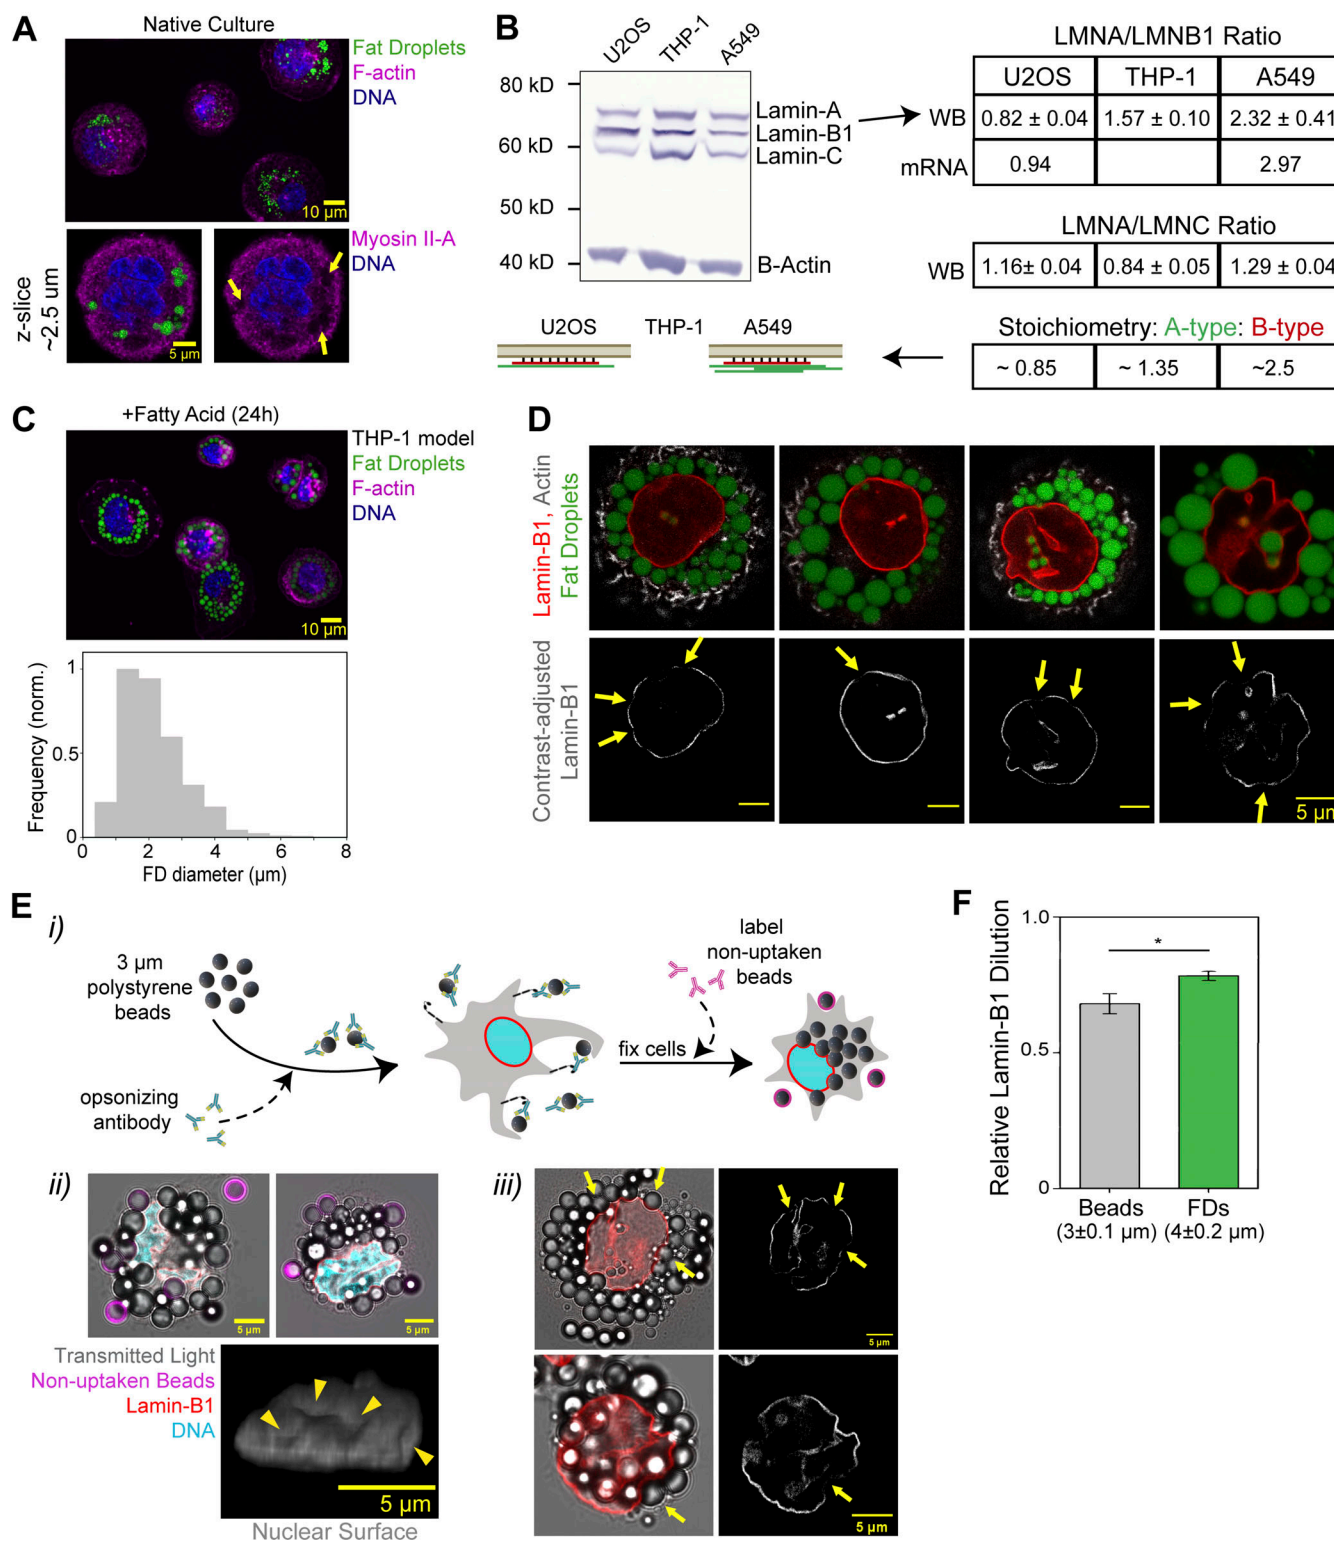 A
Native Culture
Fat Droplets
F-actin
DNA
10 µm
z-slice
~2.5 um
Myosin II-A
DNA
5 µm
B
U2OS
THP-1
A549
80 kD
60 kD
50 kD
40 kD
Lamin-A
Lamin-B1
Lamin-C
B-Actin
LMNA/LMNB1 Ratio
U2OS THP-1 A549
WB 0.82 ± 0.04 1.57 ± 0.10 2.32 ± 0.41
mRNA 0.94 2.97
LMNA/LMNC Ratio
WB 1.16± 0.04 0.84 ± 0.05 1.29 ± 0.04
Stoichiometry: A-type: B-type
~ 0.85 ~ 1.35 ~2.5
U2OS THP-1 A549
C
+Fatty Acid (24h)
THP-1 model
Fat Droplets
F-actin
DNA
10 µm
Frequency (norm.)
1
0.5
0
0 2 4 6 8
FD diameter (µm)
D
Lamin-B1, Actin
Fat Droplets
Contrast-adjusted
Lamin-B1
5 µm
E
i)
3 µm
polystyrene
beads
opsonizing
antibody
fix cells
label
non-uptaken
beads
ii)
5 µm
5 µm
Transmitted Light
Non-uptaken Beads
Lamin-B1
DNA
5 µm
Nuclear Surface
iii)
5 µm
5 µm
5 µm
5 µm
F
Relative Lamin-B1 Dilution
1.0
0.5
0
*
Beads
(3±0.1 µm)
FDs
(4±0.2 µm)